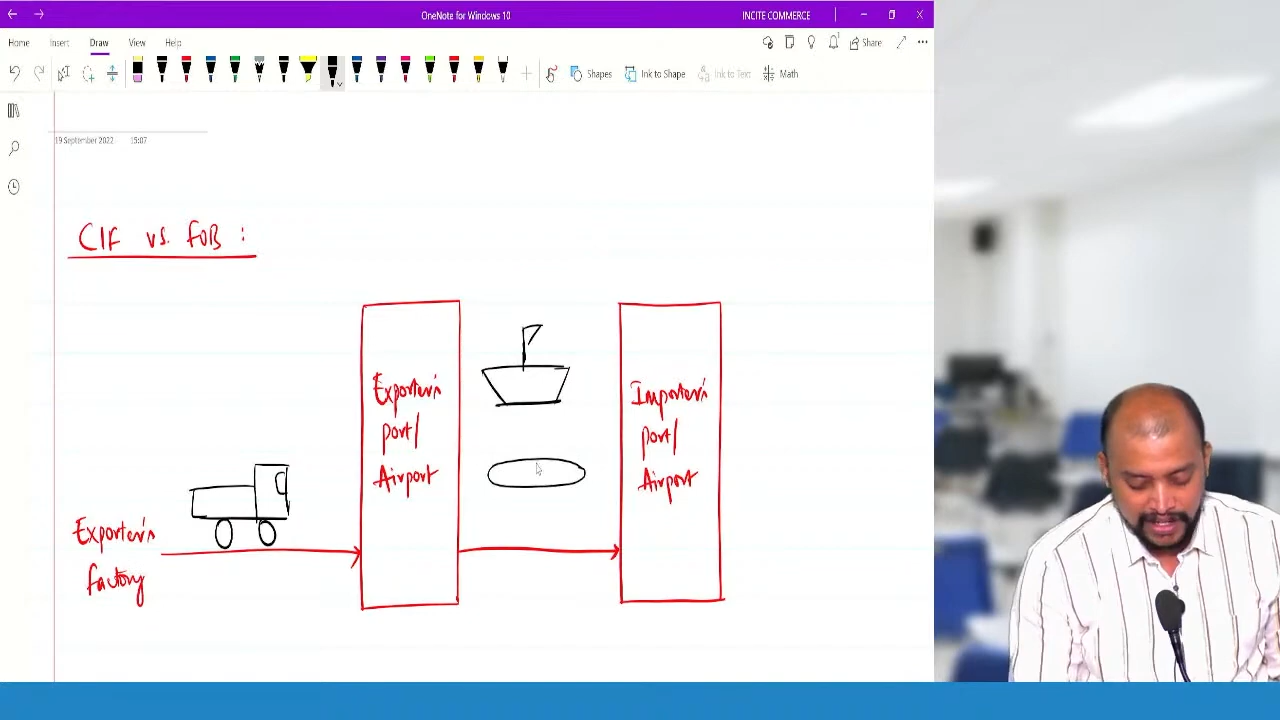 OneNote for Windows 10
INCITE COMMERCE
Home Insert Draw View Help
Share
Shapes
Ink to Shape
Ink to Text
Math
19 September 2022 15:07
CIF vs. FOB :
Exporter's
port/
Airport
Importer's
port/
Airport
Exporter's
factory